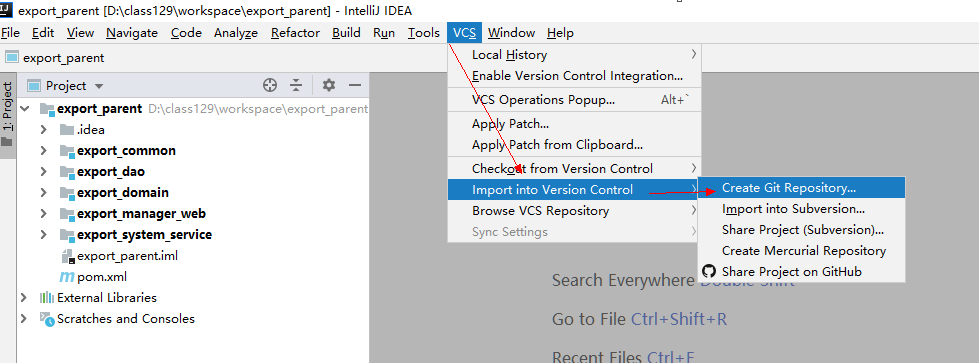 export_parent [D:\class129\workspace\export_parent] - IntelliJ IDEA
File Edit View Navigate Code Analyze Refactor Build Run Tools VCS Window Help
export_parent
1: Project
Project
export_parent D:\class129\workspace\export_parent
.idea
export_common
export_dao
export_domain
export_manager_web
export_system_service
export_parent.iml
pom.xml
External Libraries
Scratches and Consoles
Local History
Enable Version Control Integration...
VCS Operations Popup... Alt+`
Apply Patch...
Apply Patch from Clipboard...
Checkout from Version Control
Import into Version Control
Browse VCS Repository
Sync Settings
Create Git Repository...
Import into Subversion...
Share Project (Subversion)...
Create Mercurial Repository
Share Project on GitHub
Search Everywhere Double Shift
Go to File Ctrl+Shift+R
Recent Files Ctrl+E